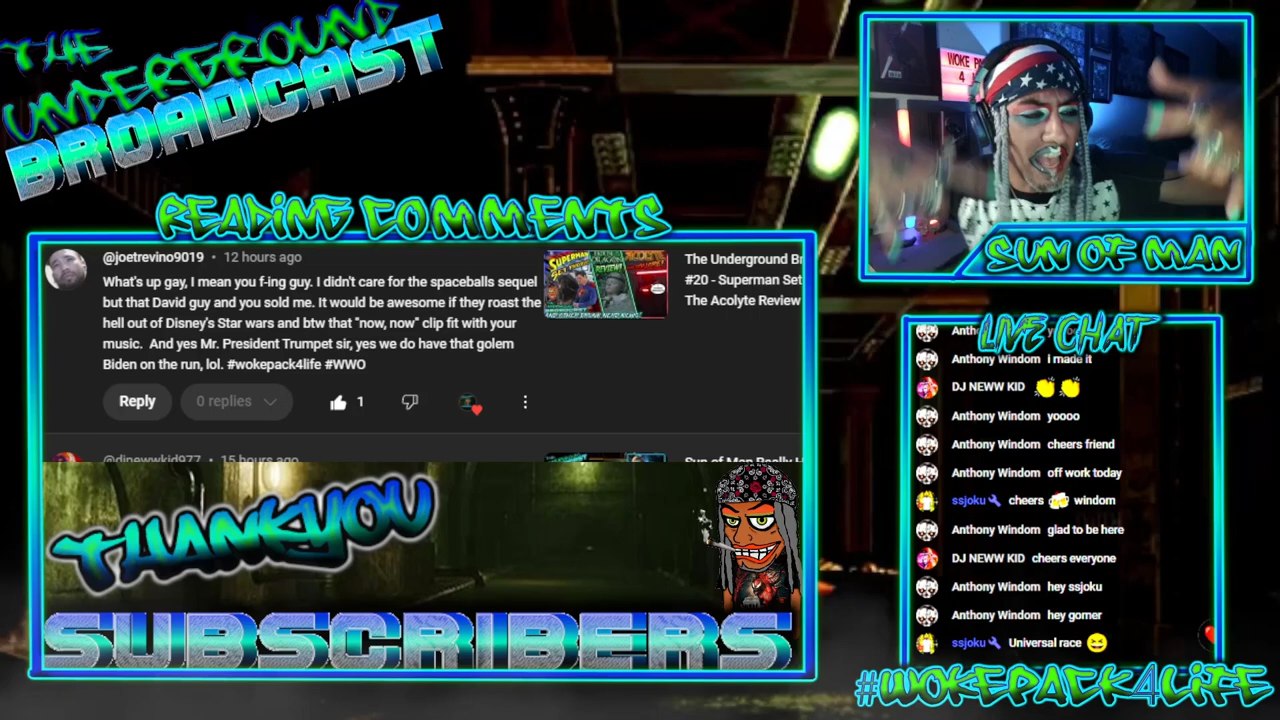 THE
UNDERGROUND
BROADCAST
READING COMMENTS
@joetrevino9019 • 12 hours ago
What's up gay, I mean you f-ing guy. I didn't care for the spaceballs sequel
but that David guy and you sold me. It would be awesome if they roast the
hell out of Disney's Star wars and btw that "now, now" clip fit with your
music. And yes Mr. President Trumpet sir, yes we do have that golem
Biden on the run, lol. #wokepack4life #WWO
Reply
0 replies
1
The Underground Br
#20 - Superman Set
The Acolyte Review
@djnewwkid977 • 15 hours ago
THANKYOU
SUBSCRIBERS
WOKE
4
SUN OF MAN
LIVE CHAT
Anthony Windom i made it
DJ NEWW KID 👏 👏
Anthony Windom yoooo
Anthony Windom cheers friend
Anthony Windom off work today
ssjoku cheers 🍻 windom
Anthony Windom glad to be here
DJ NEWW KID cheers everyone
Anthony Windom hey ssjoku
Anthony Windom hey gomer
ssjoku Universal race 😆
#WOKEPACK4LIFE